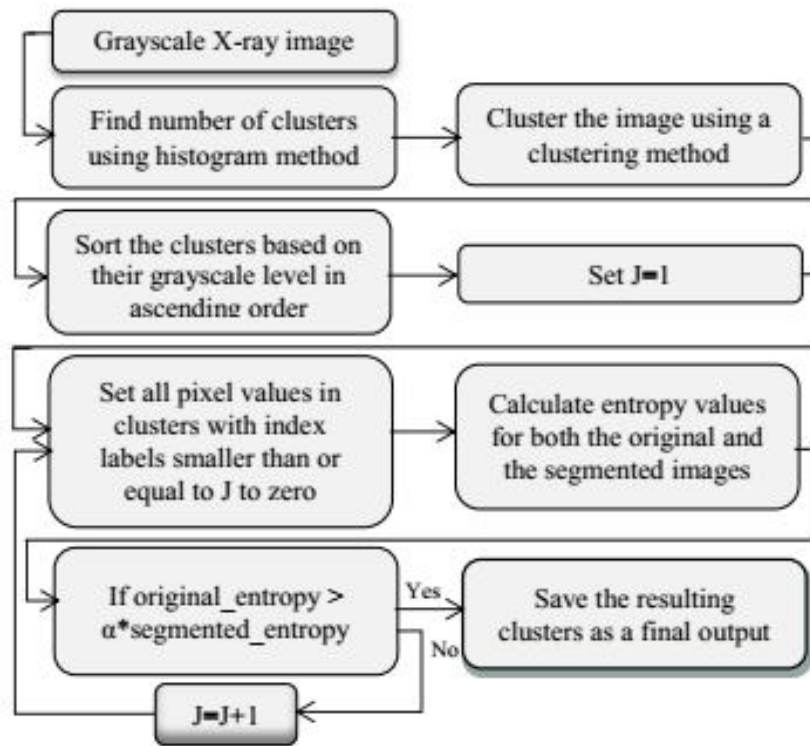 Grayscale X-ray image
Find number of clusters
using histogram method
Cluster the image using a
clustering method
Sort the clusters based on
their grayscale level in
ascending order
Set J=1
Set all pixel values in
clusters with index
labels smaller than or
equal to J to zero
Calculate entropy values
for both the original and
the segmented images
If original_entropy >
α*segmented_entropy
Yes
No
Save the resulting
clusters as a final output
J=J+1